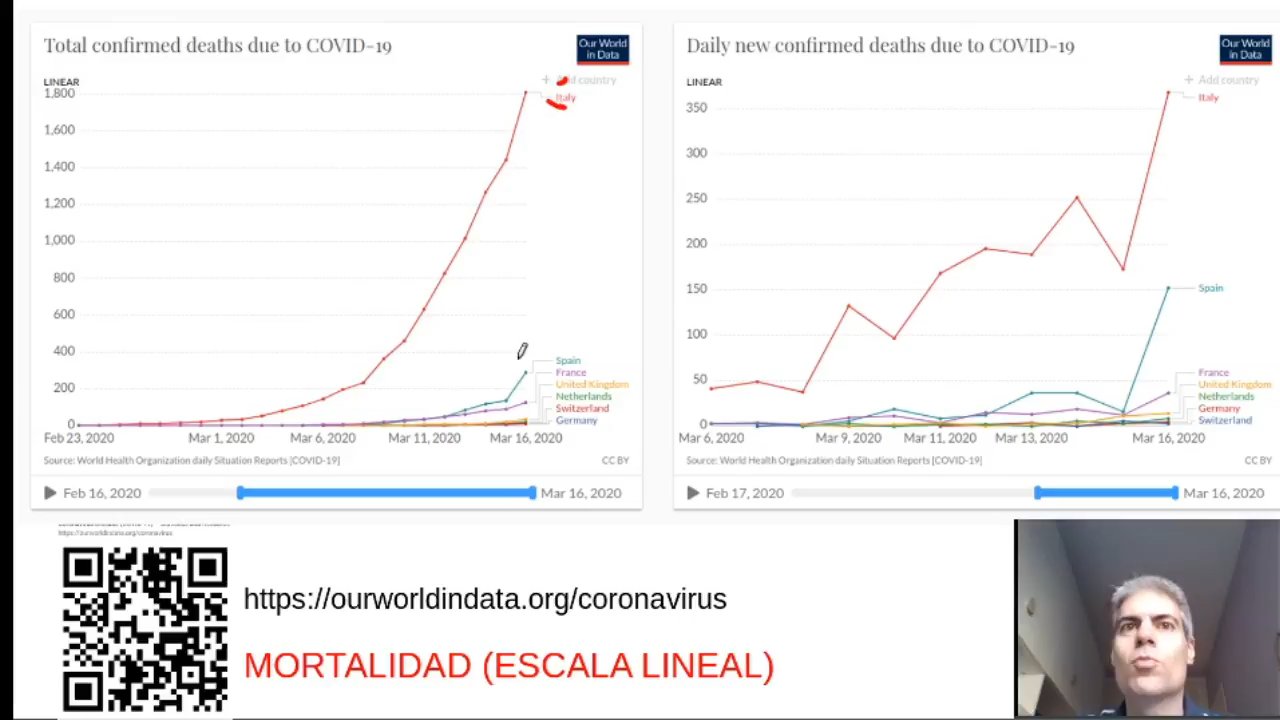 Total confirmed deaths due to COVID-19
Our World
in Data
LINEAR
+ Add country
1,800
1,600
1,400
1,200
1,000
800
600
400
200
0
Italy
Spain
France
United Kingdom
Netherlands
Switzerland
Germany
Feb 23, 2020
Mar 1, 2020
Mar 6, 2020
Mar 11, 2020
Mar 16, 2020
Source: World Health Organization daily Situation Reports [COVID-19]
CC BY
Feb 16, 2020
Mar 16, 2020
Daily new confirmed deaths due to COVID-19
Our World
in Data
LINEAR
+ Add country
350
300
250
200
150
100
50
0
Italy
Spain
France
United Kingdom
Netherlands
Germany
Switzerland
Mar 6, 2020
Mar 9, 2020
Mar 11, 2020
Mar 13, 2020
Mar 16, 2020
Source: World Health Organization daily Situation Reports [COVID-19]
CC BY
Feb 17, 2020
Mar 16, 2020
https://ourworldindata.org/coronavirus
https://ourworldindata.org/coronavirus
MORTALIDAD (ESCALA LINEAL)